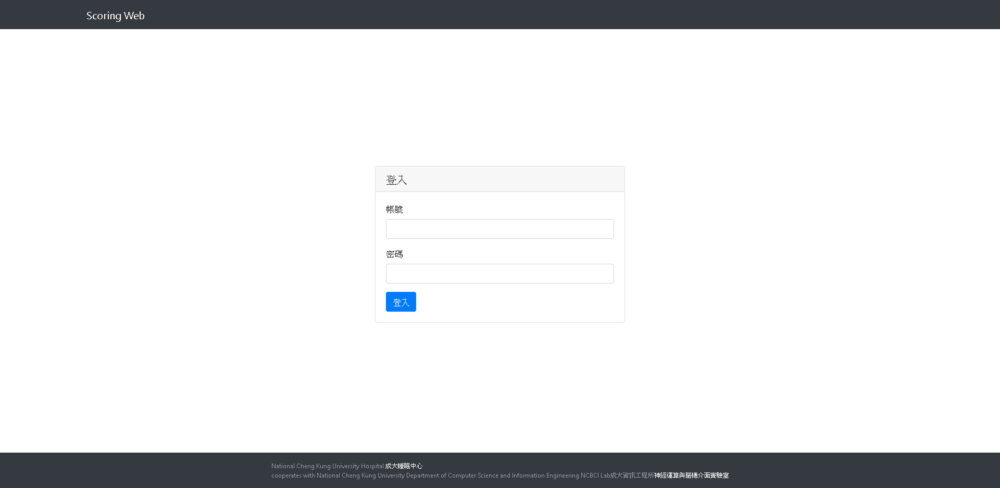 Scoring Web
登入
帳號
密碼
登入
National Cheng Kung University Hospital 成大睡眠中心
cooperates with National Cheng Kung University Department of Computer Science and Information Engineering NCBCI Lab成大資訊工程所神經運算與腦機介面實驗室